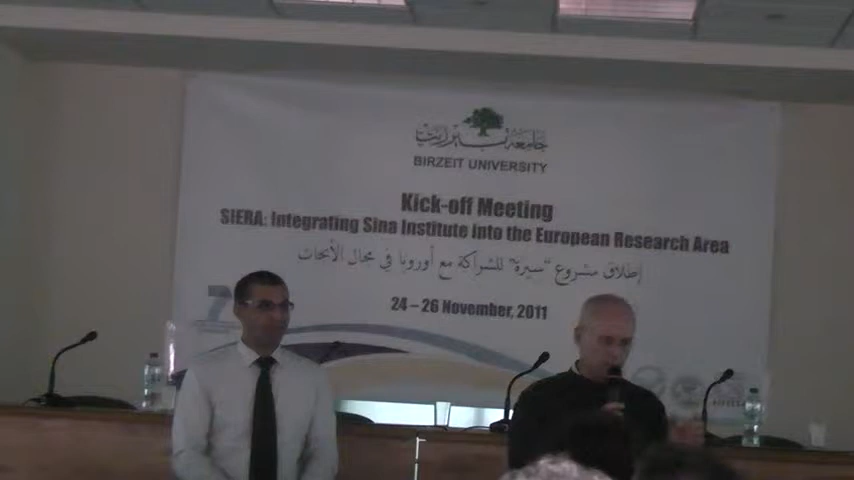 جامعة بيرزيت
BIRZEIT UNIVERSITY
Kick-off Meeting
SIERA: Integrating Sina Institute into the European Research Area
إطلاق مشروع "سيرة" للشراكة مع أوروبا في مجال الأبحاث
24 – 26 November, 2011